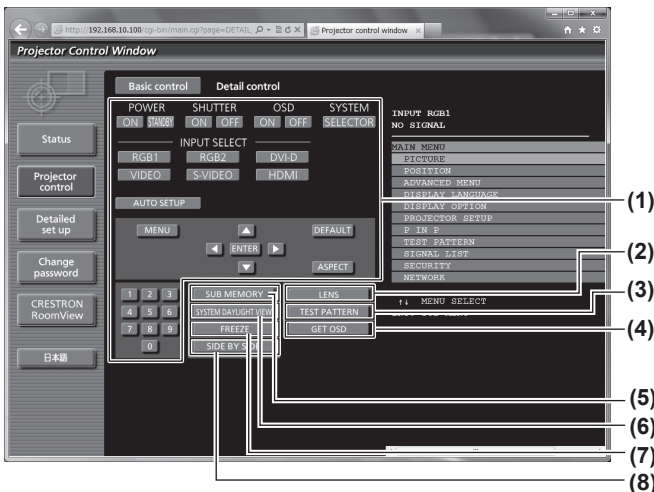 http://192.168.10.100/cgi-bin/main.cgi?page=DETAIL_
Projector control window
Projector Control Window
Basic control Detail control
POWER SHUTTER OSD SYSTEM
ON STANDBY ON OFF ON OFF SELECTOR
INPUT SELECT
RGB1 RGB2 DVI-D
VIDEO S-VIDEO HDMI
AUTO SETUP
MENU DEFAULT
ENTER
ASPECT
1 2 3
4 5 6
7 8 9
0
SUB MEMORY LENS
SYSTEM DAYLIGHT VIEW TEST PATTERN
FREEZE GET OSD
SIDE BY SIDE
Status
Projector control
Detailed set up
Change password
CRESTRON RoomView
日本語
INPUT RGB1
NO SIGNAL
MAIN MENU
PICTURE
POSITION
ADVANCED MENU
DISPLAY LANGUAGE
DISPLAY OPTION
PROJECTOR SETUP
P IN P
TEST PATTERN
SIGNAL LIST
SECURITY
NETWORK
↑↓ MENU SELECT
(1)
(2)
(3)
(4)
(5)
(6)
(7)
(8)